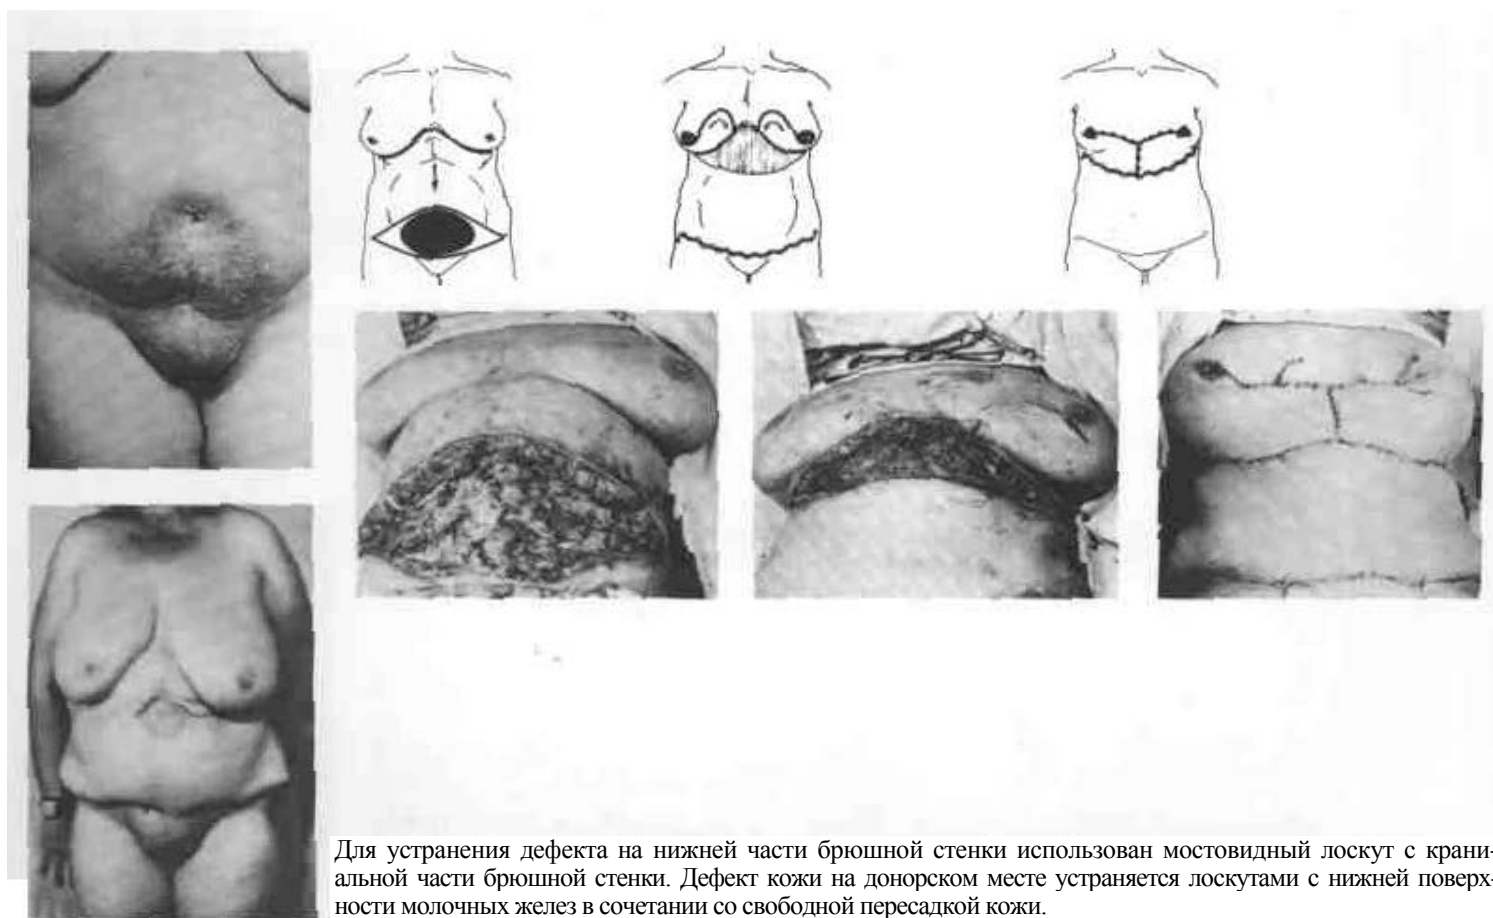 Для устранения дефекта на нижней части брюшной стенки использован мостовидный лоскут с крани-
альной части брюшной стенки. Дефект кожи на донорском месте устраняется лоскутами с нижней поверх-
ности молочных желез в сочетании со свободной пересадкой кожи.